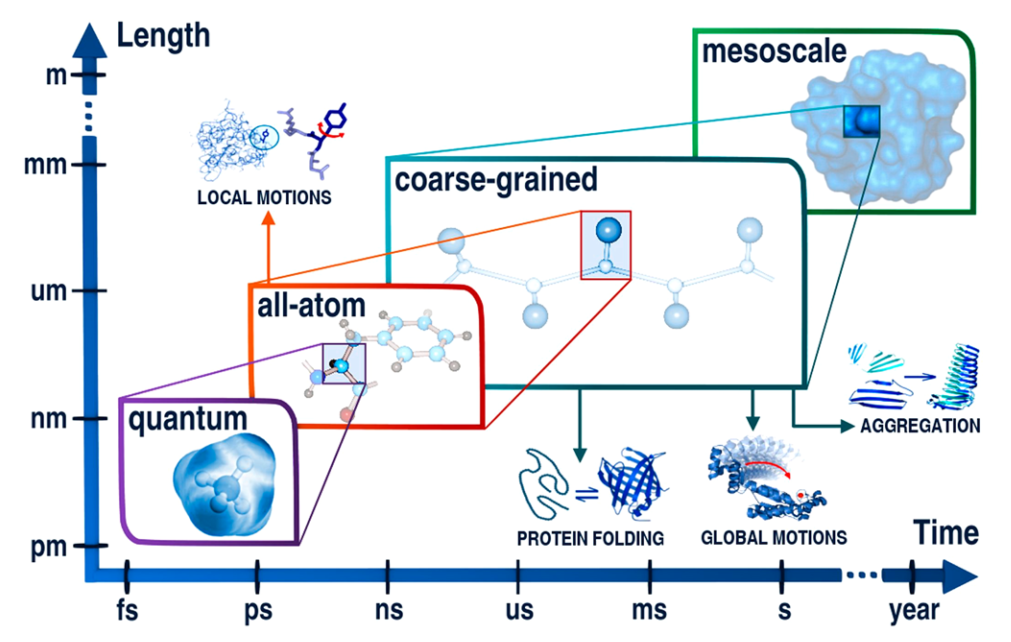 Length
m
mm
um
nm
pm
mesoscale
coarse-grained
LOCAL MOTIONS
all-atom
quantum
AGGREGATION
PROTEIN FOLDING
GLOBAL MOTIONS
Time
fs
ps
ns
us
ms
s
year